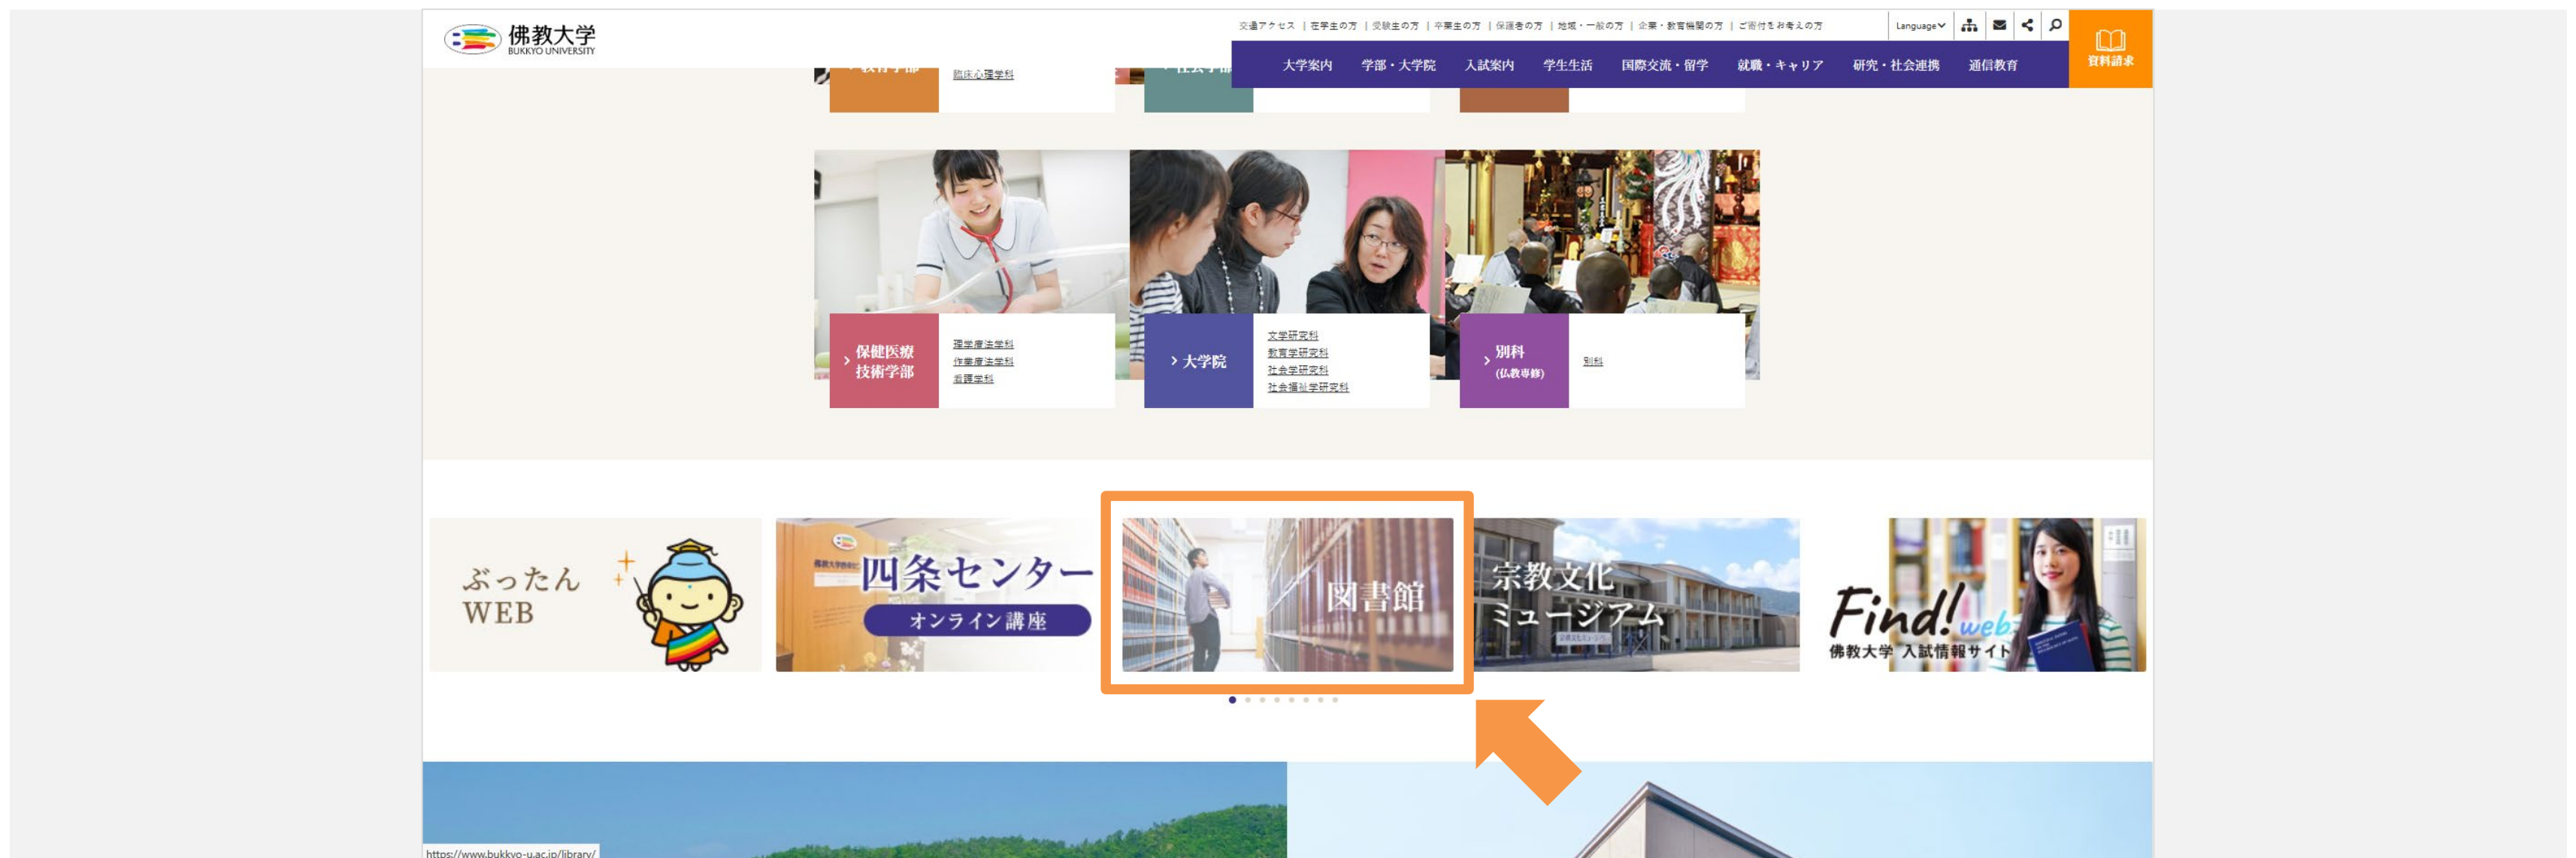 佛教大学
BUKKYO UNIVERSITY
交通アクセス | 在学生の方 | 受験生の方 | 卒業生の方 | 保護者の方 | 地域・一般の方 | 企業・教育機関の方 | ご寄付をお考えの方
Language
資料請求
大学案内 学部・大学院 入試案内 学生生活 国際交流・留学 就職・キャリア 研究・社会連携 通信教育
臨床心理学科
保健医療
技術学部
理学療法学科
作業療法学科
看護学科
大学院
文学研究科
教育学研究科
社会学研究科
社会福祉学研究科
別科
(仏教専修)
別科
ぶったん
WEB
四条センター
オンライン講座
図書館
宗教文化
ミュージアム
Find! web
佛教大学 入試情報サイト
https://www.bukkyo-u.ac.jp/library/